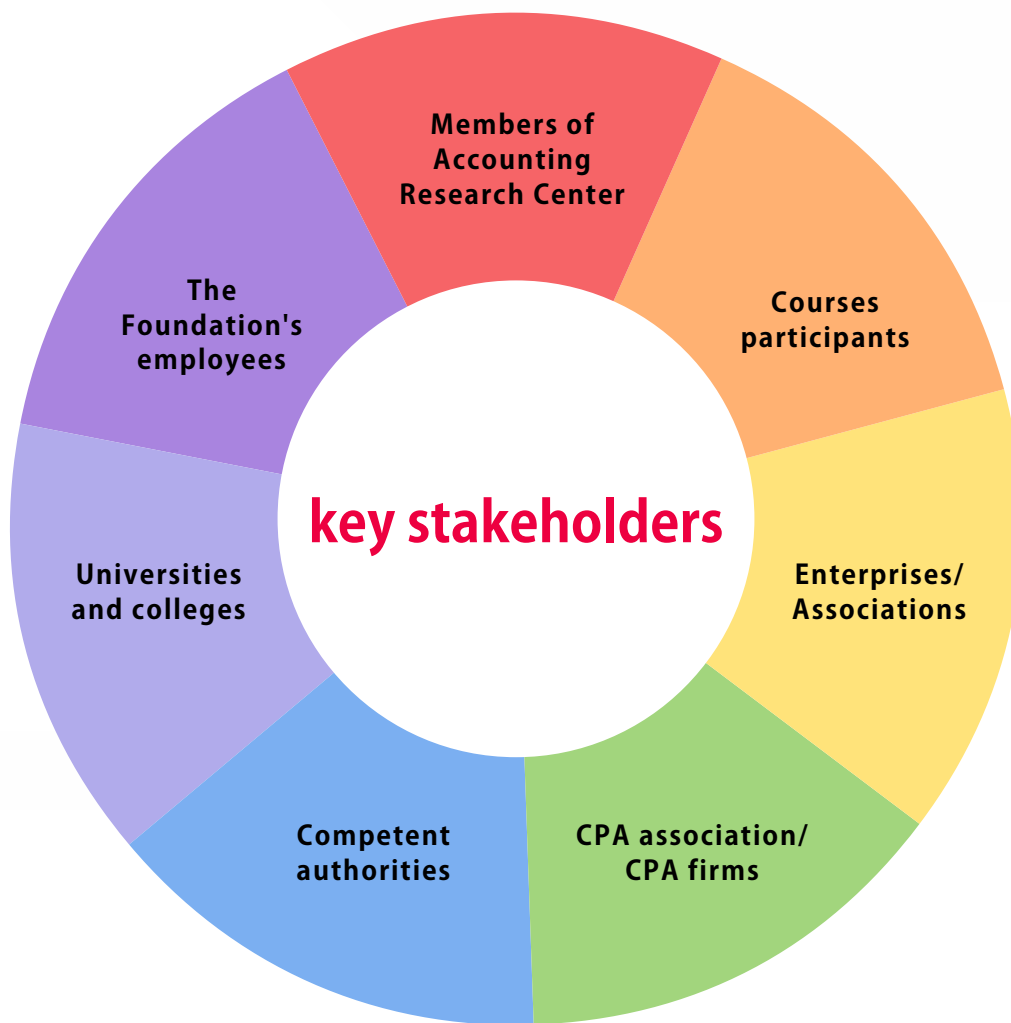 Members of
Accounting
Research Center
Courses
participants
Enterprises/
Associations
CPA association/
CPA firms
Competent
authorities
Universities
and colleges
The
Foundation's
employees
key stakeholders